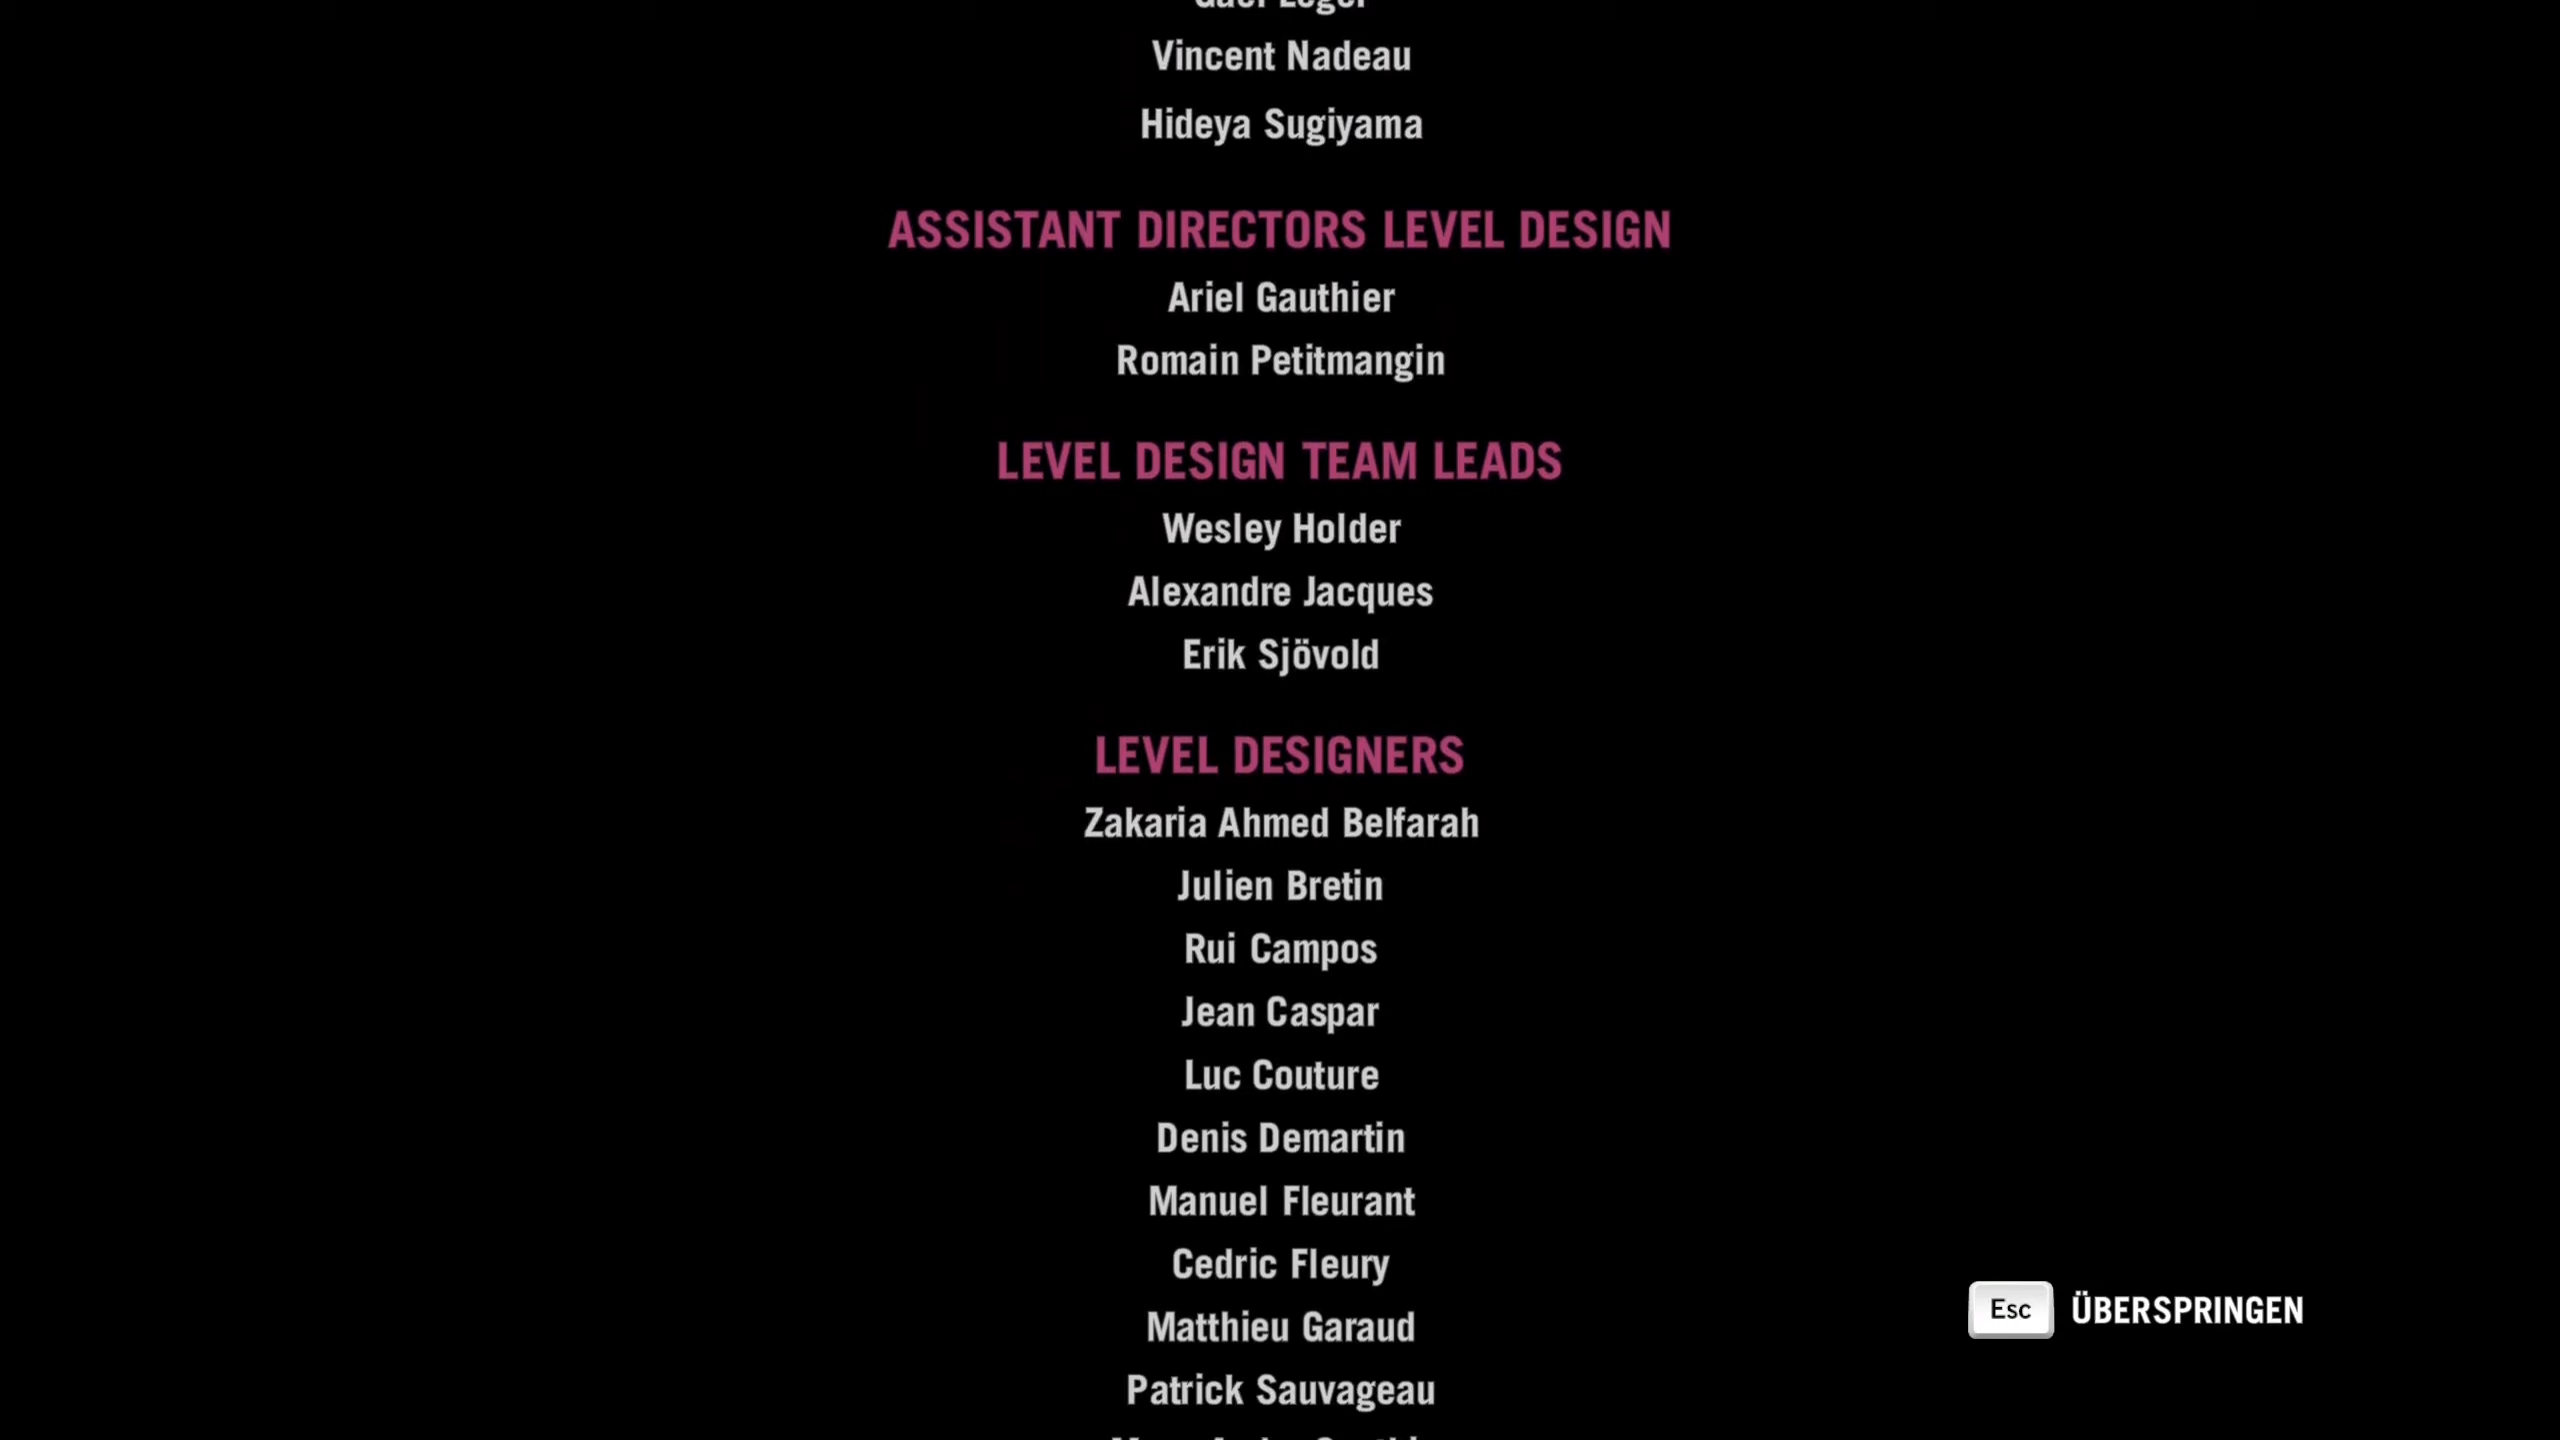 Vincent Nadeau
Hideya Sugiyama
ASSISTANT DIRECTORS LEVEL DESIGN
Ariel Gauthier
Romain Petitmangin
LEVEL DESIGN TEAM LEADS
Wesley Holder
Alexandre Jacques
Erik Sjövold
LEVEL DESIGNERS
Zakaria Ahmed Belfarah
Julien Bretin
Rui Campos
Jean Caspar
Luc Couture
Denis Demartin
Manuel Fleurant
Cedric Fleury
Matthieu Garaud
Patrick Sauvageau
Esc ÜBERSPRINGEN